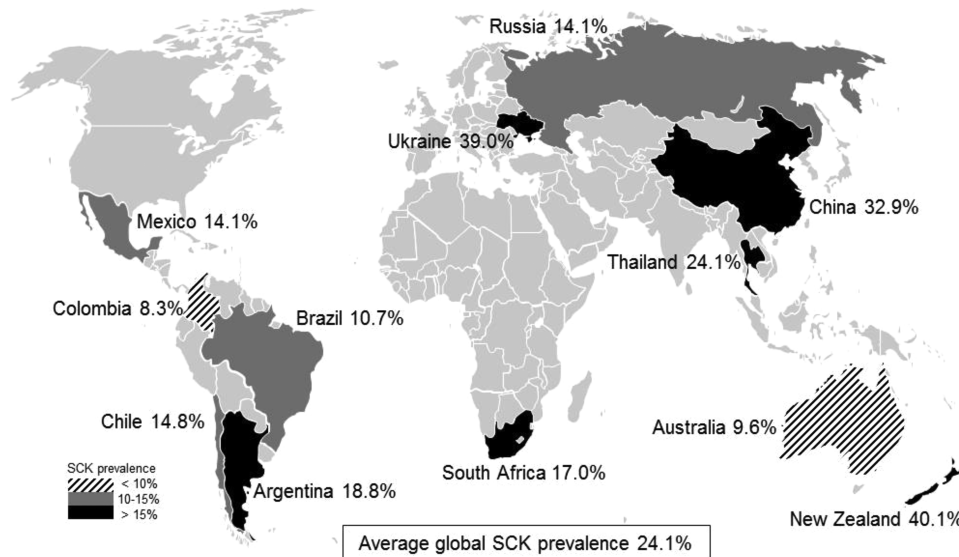 Russia 14.1%
Ukraine 39.0%
Mexico 14.1%
China 32.9%
Thailand 24.1%
Colombia 8.3%
Brazil 10.7%
Chile 14.8%
Australia 9.6%
South Africa 17.0%
Argentina 18.8%
New Zealand 40.1%
SCK prevalence
< 10%
10-15%
> 15%
Average global SCK prevalence 24.1%